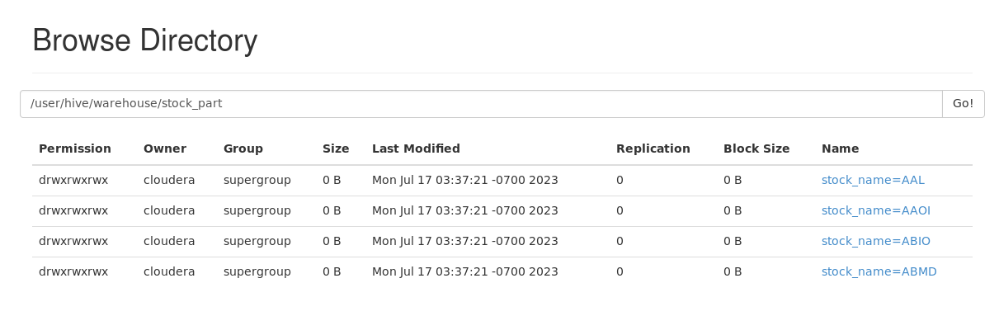 Browse Directory
/user/hive/warehouse/stock_part Go!
Permission Owner Group Size Last Modified Replication Block Size Name
drwxrwxrwx cloudera supergroup 0 B Mon Jul 17 03:37:21 -0700 2023 0 0 B stock_name=AAL
drwxrwxrwx cloudera supergroup 0 B Mon Jul 17 03:37:21 -0700 2023 0 0 B stock_name=AAOI
drwxrwxrwx cloudera supergroup 0 B Mon Jul 17 03:37:21 -0700 2023 0 0 B stock_name=ABIO
drwxrwxrwx cloudera supergroup 0 B Mon Jul 17 03:37:21 -0700 2023 0 0 B stock_name=ABMD